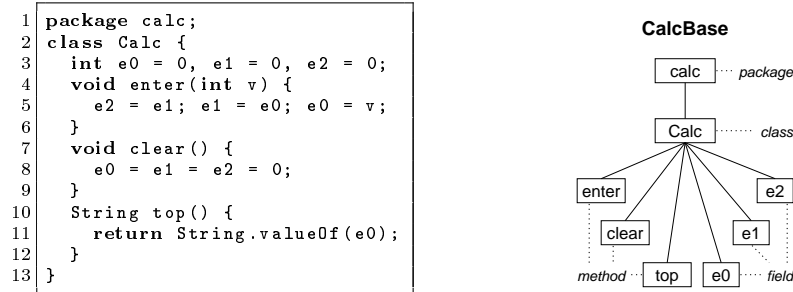 1 package calc;
2 class Calc {
3 int e0 = 0, e1 = 0, e2 = 0;
4 void enter(int v) {
5 e2 = e1; e1 = e0; e0 = v;
6 }
7 void clear() {
8 e0 = e1 = e2 = 0;
9 }
10 String top() {
11 return String.valueOf(e0);
12 }
13 }
CalcBase
calc package
Calc class
enter e2
clear e1
method top e0 field